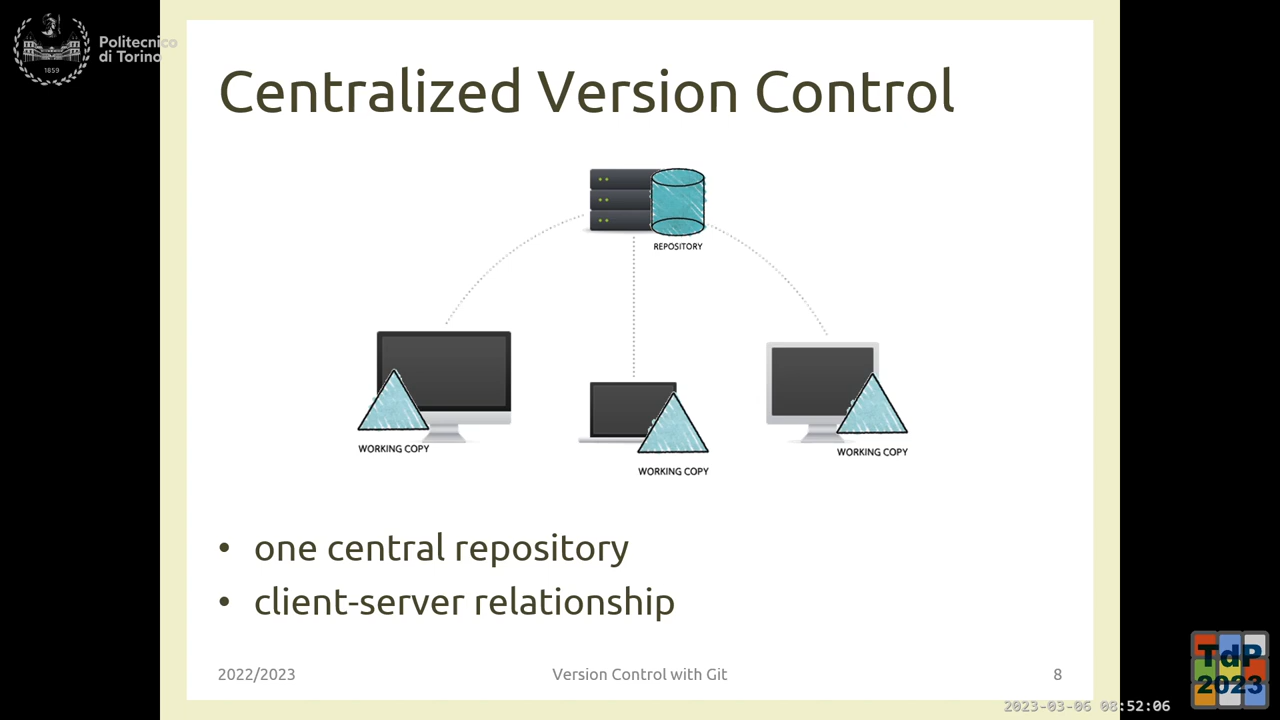 Politecnico
di Torino
1859
Centralized Version Control
REPOSITORY
WORKING COPY
WORKING COPY
WORKING COPY
• one central repository
• client-server relationship
2022/2023
Version Control with Git
8
TdP
2023
2023-03-06 08:52:06